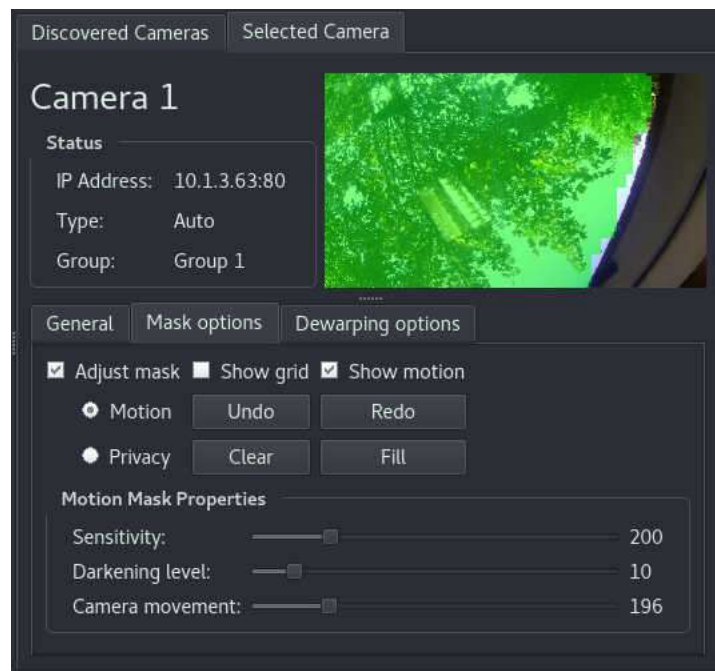 Discovered Cameras Selected Camera
Camera 1
Status
IP Address: 10.1.3.63:80
Type: Auto
Group: Group 1
General Mask options Dewarping options
Adjust mask Show grid Show motion
Motion Undo Redo
Privacy Clear Fill
Motion Mask Properties
Sensitivity: 200
Darkening level: 10
Camera movement: 196